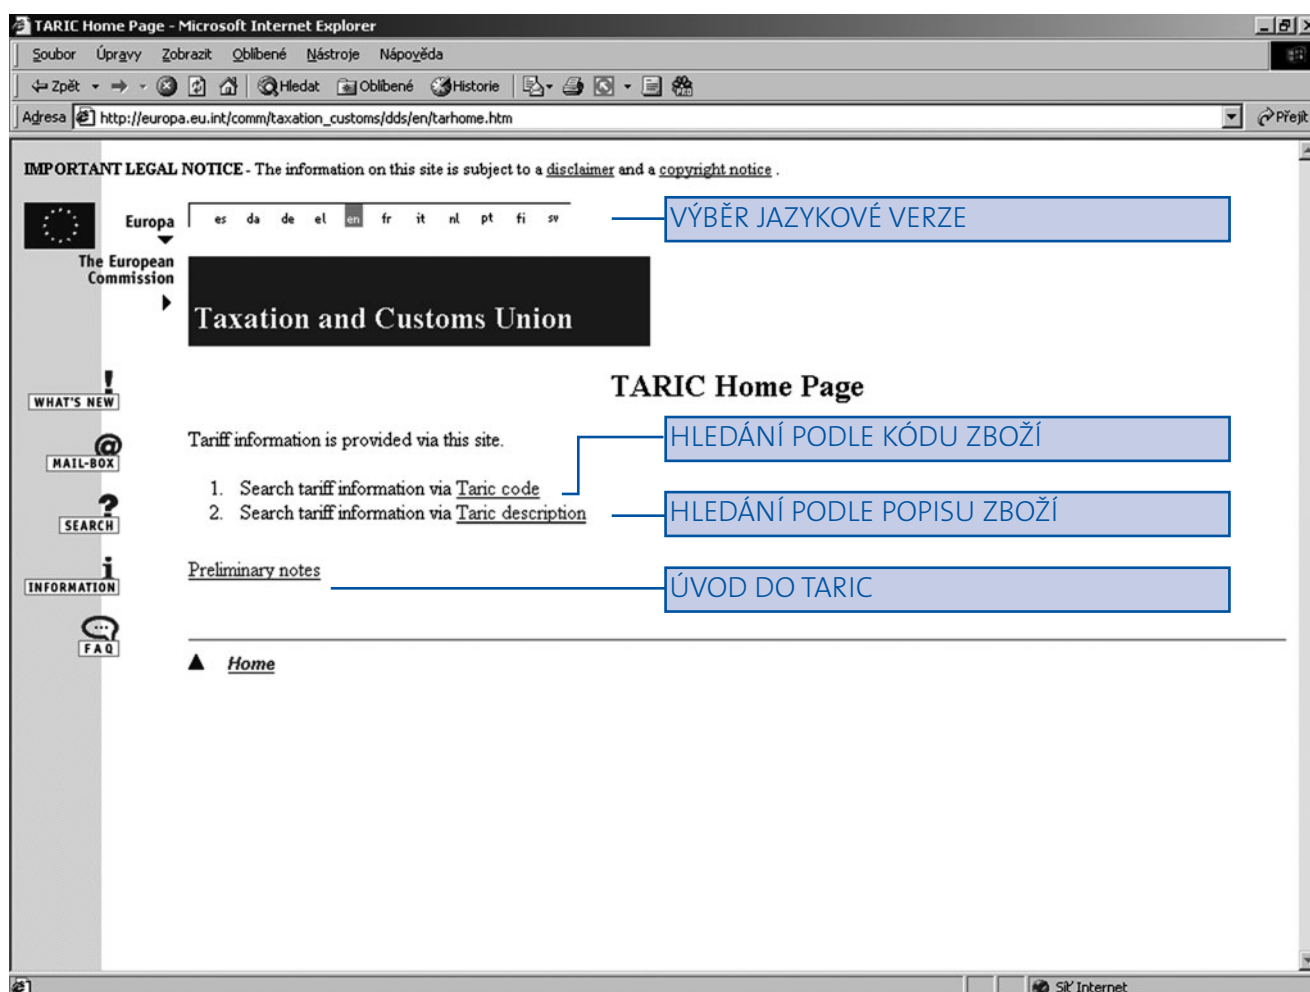 TARIC Home Page - Microsoft Internet Explorer
Soubor Úpravy Zobrazit Oblíbené Nástroje Nápověda
Zpět Hledat Oblíbené Historie
Adresa http://europa.eu.int/comm/taxation_customs/dds/en/tarhome.htm Přejít
IMPORTANT LEGAL NOTICE - The information on this site is subject to a disclaimer and a copyright notice .
Europa es da de el en fr it nl pt fi sv VÝBĚR JAZYKOVÉ VERZE
The European
Commission
Taxation and Customs Union
TARIC Home Page
WHAT'S NEW
Tariff information is provided via this site. HLEDÁNÍ PODLE KÓDU ZBOŽÍ
MAIL-BOX
1. Search tariff information via Taric code
2. Search tariff information via Taric description HLEDÁNÍ PODLE POPISU ZBOŽÍ
SEARCH
Preliminary notes ÚVOD DO TARIC
INFORMATION
FAQ
Home
Síť Internet